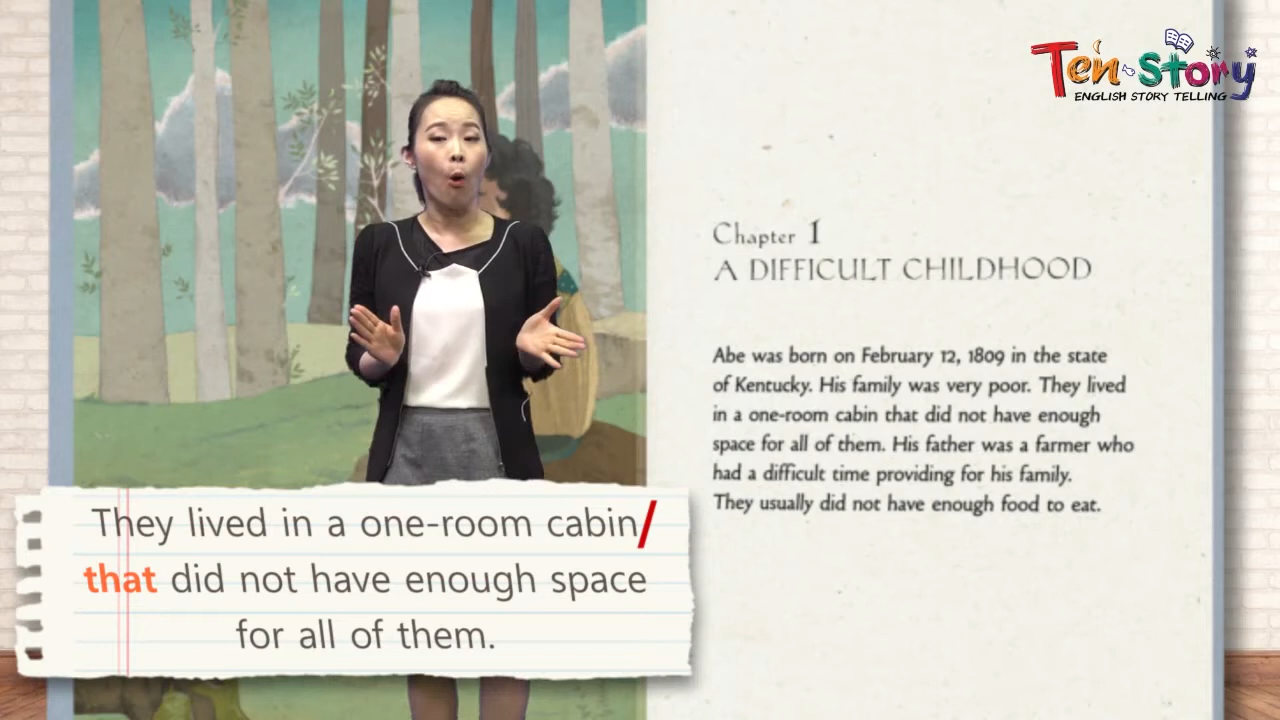 Ten Story
ENGLISH STORY TELLING
Chapter 1
A DIFFICULT CHILDHOOD
Abe was born on February 12, 1809 in the state
of Kentucky. His family was very poor. They lived
in a one-room cabin that did not have enough
space for all of them. His father was a farmer who
had a difficult time providing for his family.
They usually did not have enough food to eat.
They lived in a one-room cabin/
that did not have enough space
for all of them.